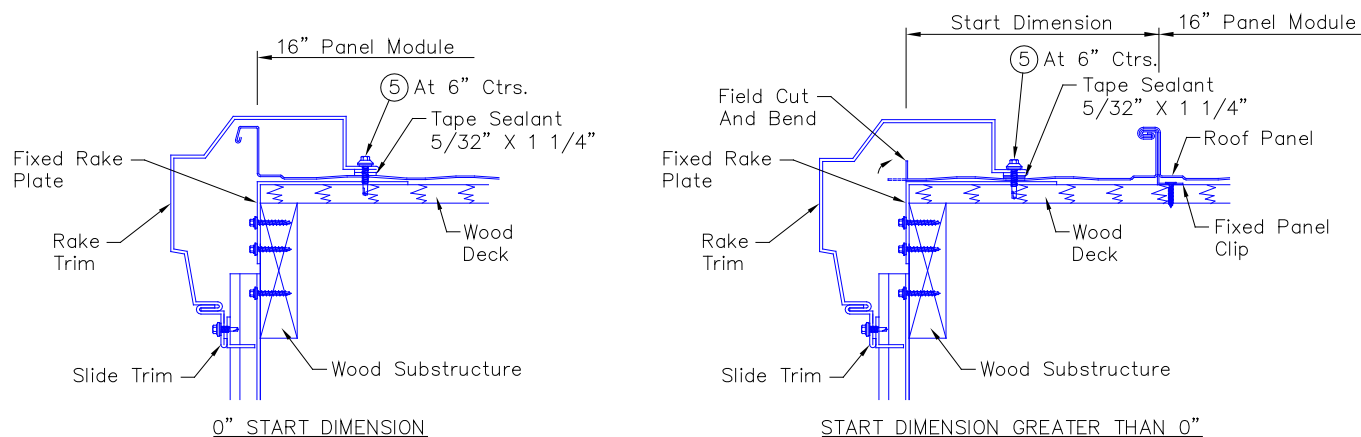 16” Panel Module
5 At 6” Ctrs.
Tape Sealant
5/32” X 1 1/4”
Fixed Rake
Plate
Rake
Trim
Wood
Deck
Slide Trim
Wood Substructure
0” START DIMENSION
Start Dimension
16” Panel Module
5 At 6” Ctrs.
Tape Sealant
5/32” X 1 1/4”
Field Cut
And Bend
Roof Panel
Fixed Rake
Plate
Rake
Trim
Wood
Deck
Fixed Panel
Clip
Slide Trim
Wood Substructure
START DIMENSION GREATER THAN 0”